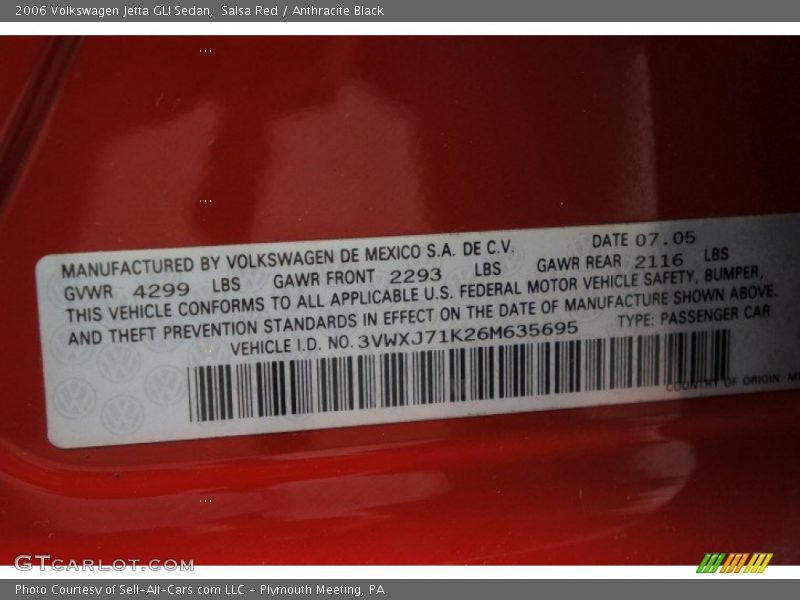 2006 Volkswagen Jetta GLI Sedan, Salsa Red / Anthracite Black
MANUFACTURED BY VOLKSWAGEN DE MEXICO S.A. DE C.V. DATE 07.05
GVWR 4299 LBS GAWR FRONT 2293 LBS GAWR REAR 2116 LBS
THIS VEHICLE CONFORMS TO ALL APPLICABLE U.S. FEDERAL MOTOR VEHICLE SAFETY, BUMPER,
AND THEFT PREVENTION STANDARDS IN EFFECT ON THE DATE OF MANUFACTURE SHOWN ABOVE.
VEHICLE I.D. NO. 3VWXJ71K26M635695 TYPE: PASSENGER CAR
COUNTRY OF ORIGIN:
GTCARLOT.COM
Photo Courtesy of Sell-All-Cars.com LLC - Plymouth Meeting, PA